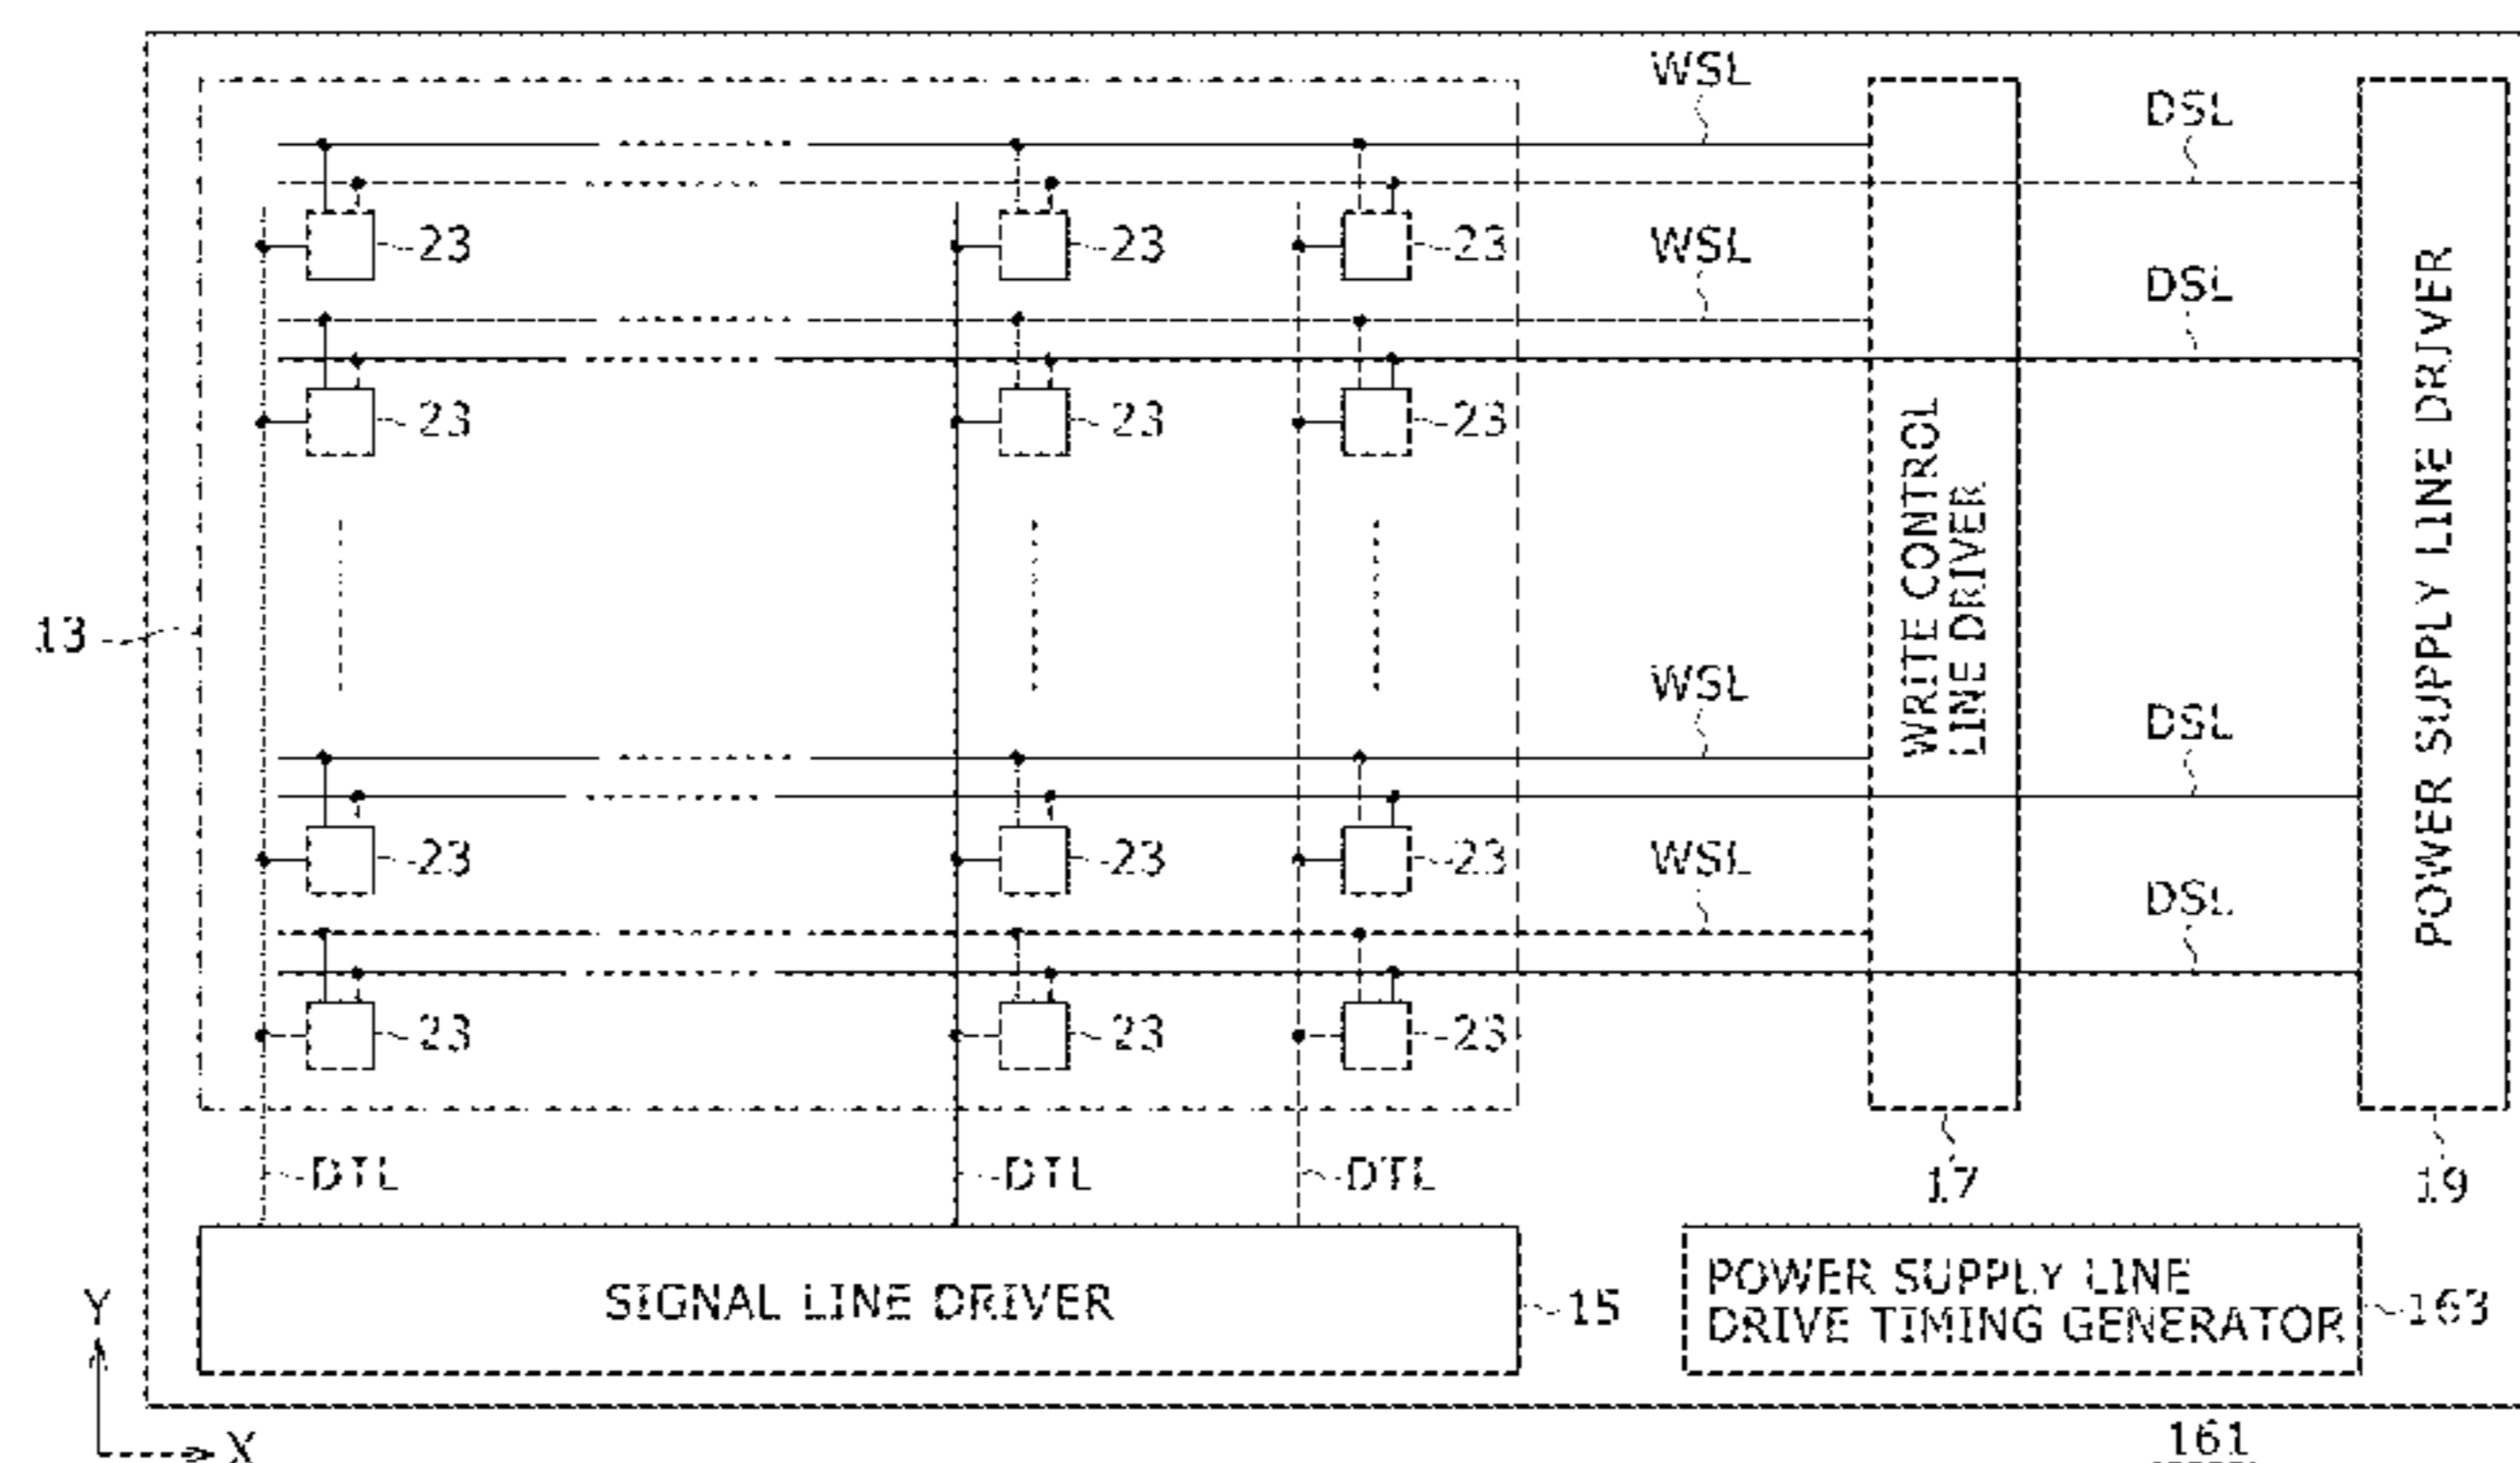 WSL
DSL
23 23 23 WSL
DSL
23 23 23
13
WRITE CONTROL
LINE DRIVER
POWER SUPPLY LINE DRIVER
WSL
DSL
23 23 23 WSL
DSL
23 23 23
DTL DTL DTL 17 19
SIGNAL LINE DRIVER 15
POWER SUPPLY LINE
DRIVE TIMING GENERATOR 163
Y
X
161